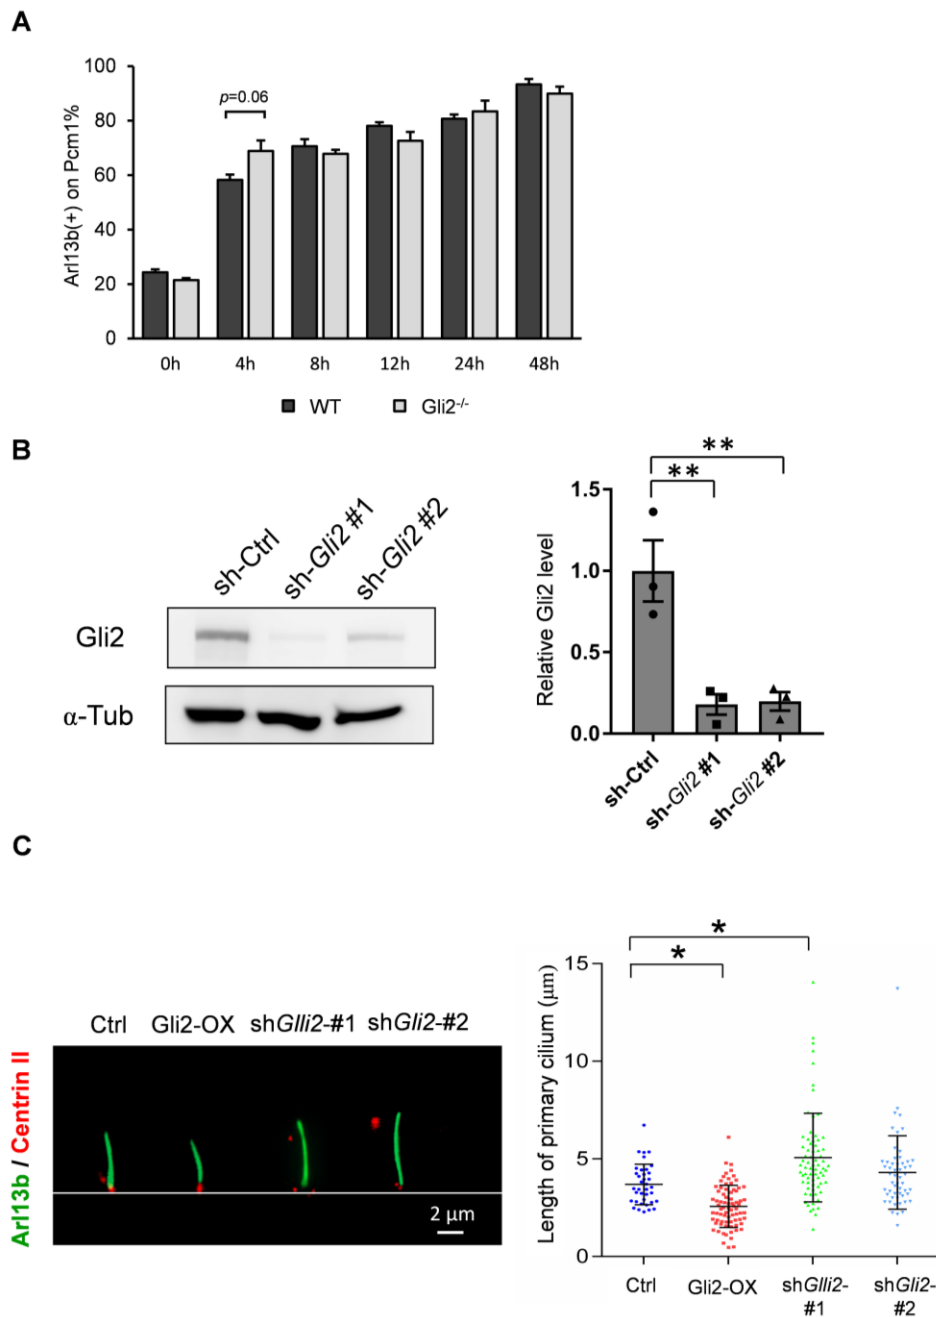 A
Arl13b(+) on Pcm1%
100
80
60
40
20
0
p=0.06
0h 4h 8h 12h 24h 48h
WT Gli2-/-
B
sh-Ctrl sh-Gli2 #1 sh-Gli2 #2
Gli2
α-Tub
** **
Relative Gli2 level
1.5
1.0
0.5
0.0
sh-Ctrl sh-Gli2 #1 sh-Gli2 #2
C
Arl13b / Centrin II
Ctrl Gli2-OX shGlli2-#1 shGli2-#2
2 μm
* *
Length of primary cilium (μm)
15
10
5
0
Ctrl Gli2-OX shGlli2- shGli2-
#1 #2